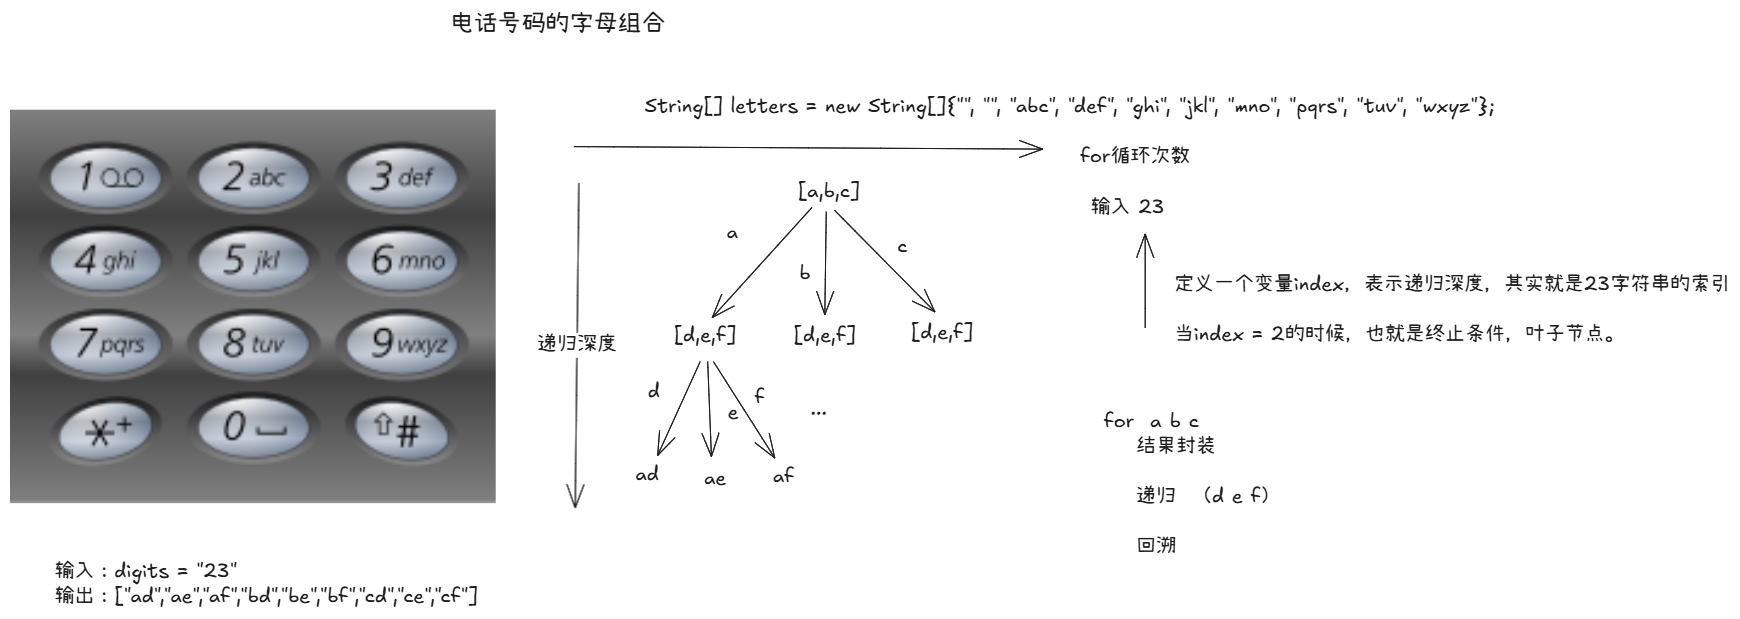 电话号码的字母组合
String[] letters = new String[]{"", "", "abc", "def", "ghi", "jkl", "mno", "pqrs", "tuv", "wxyz"};
1
2 abc
3 def
4 ghi
5 jkl
6 mno
7 pqrs
8 tuv
9 wxyz
*+
0
#
for循环次数
[a,b,c]
输入 23
a
b
c
定义一个变量index，表示递归深度，其实就是23字符串的索引
当index = 2的时候，也就是终止条件，叶子节点。
[d,e,f]
[d,e,f]
[d,e,f]
递归深度
d
e
f
...
ad
ae
af
for a b c
结果封装
递归 （d e f）
回溯
输入：digits = "23"
输出：["ad","ae","af","bd","be","bf","cd","ce","cf"]